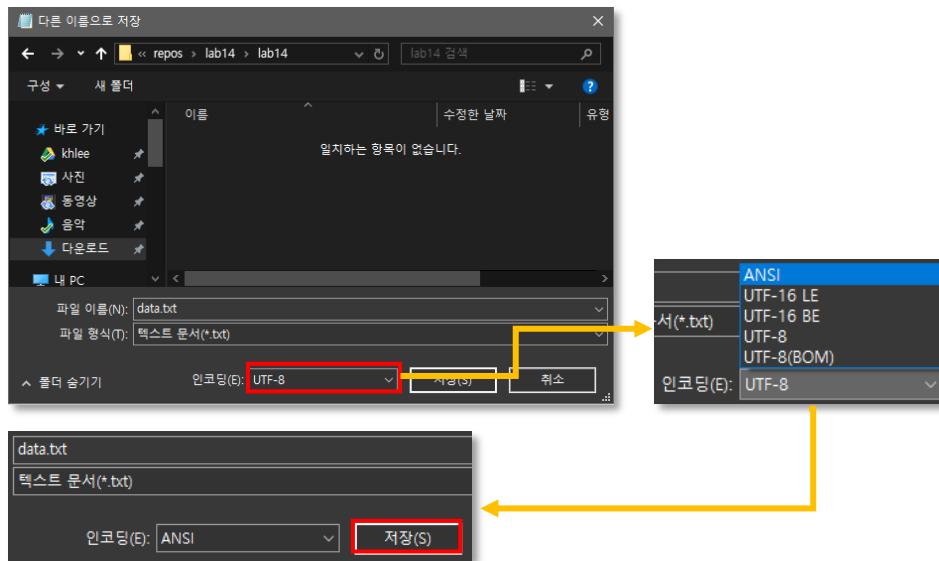 다른 이름으로 저장
« repos > lab14 > lab14
lab14 검색
구성
새 폴더
이름
수정한 날짜
유형
바로 가기
khlee
사진
동영상
음악
다운로드
내 PC
일치하는 항목이 없습니다.
파일 이름(N): data.txt
파일 형식(T): 텍스트 문서(*.txt)
폴더 숨기기
인코딩(E): UTF-8
저장(S)
취소
ANSI
UTF-16 LE
UTF-16 BE
UTF-8
UTF-8(BOM)
서(*.txt)
인코딩(E): UTF-8
data.txt
텍스트 문서(*.txt)
인코딩(E): ANSI
저장(S)